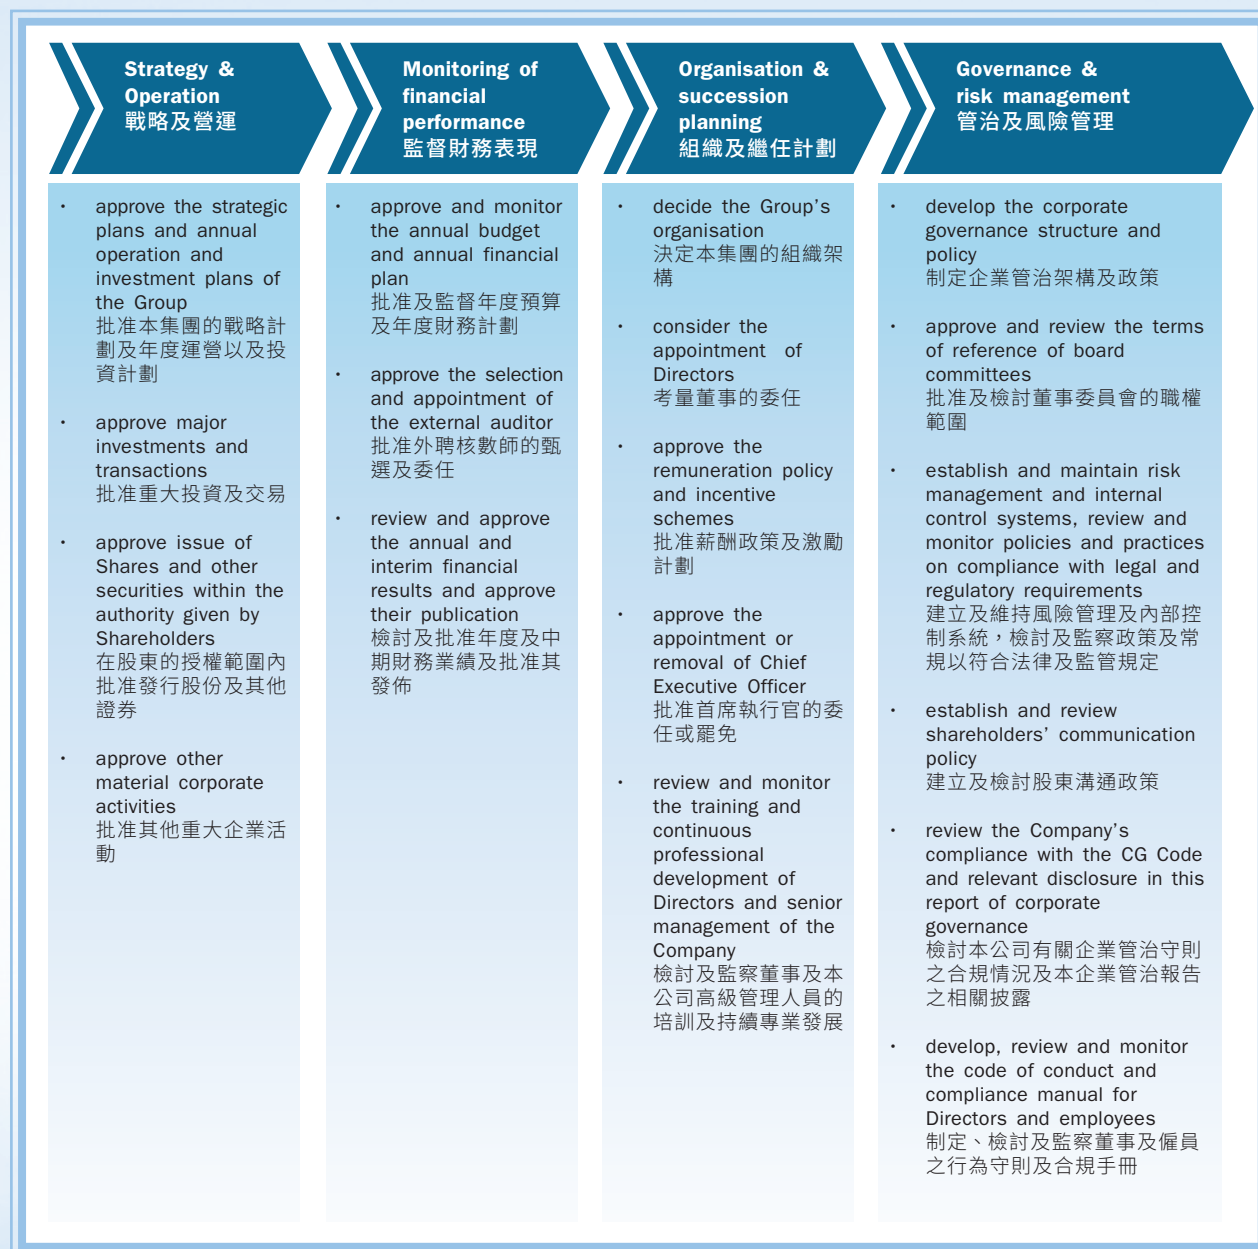 Strategy &
Operation
戰略及營運
Monitoring of
financial
performance
監督財務表現
Organisation &
succession
planning
組織及繼任計劃
Governance &
risk management
管治及風險管理
· approve the strategic
plans and annual
operation and
investment plans of
the Group
批准本集團的戰略計
劃及年度運營以及投
資計劃
· approve major
investments and
transactions
批准重大投資及交易
· approve issue of
Shares and other
securities within the
authority given by
Shareholders
在股東的授權範圍內
批准發行股份及其他
證券
· approve other
material corporate
activities
批准其他重大企業活
動
· approve and monitor
the annual budget
and annual financial
plan
批准及監督年度預算
及年度財務計劃
· approve the selection
and appointment of
the external auditor
批准外聘核數師的甄
選及委任
· review and approve
the annual and
interim financial
results and approve
their publication
檢討及批准年度及中
期財務業績及批准其
發佈
· decide the Group’s
organisation
決定本集團的組織架
構
· consider the
appointment of
Directors
考量董事的委任
· approve the
remuneration policy
and incentive
schemes
批准薪酬政策及激勵
計劃
· approve the
appointment or
removal of Chief
Executive Officer
批准首席執行官的委
任或罷免
· review and monitor
the training and
continuous
professional
development of
Directors and senior
management of the
Company
檢討及監察董事及本
公司高級管理人員的
培訓及持續專業發展
· develop the corporate
governance structure and
policy
制定企業管治架構及政策
· approve and review the terms
of reference of board
committees
批准及檢討董事委員會的職權
範圍
· establish and maintain risk
management and internal
control systems, review and
monitor policies and practices
on compliance with legal and
regulatory requirements
建立及維持風險管理及內部控
制系統，檢討及監察政策及常
規以符合法律及監管規定
· establish and review
shareholders’ communication
policy
建立及檢討股東溝通政策
· review the Company’s
compliance with the CG Code
and relevant disclosure in this
report of corporate
governance
檢討本公司有關企業管治守則
之合規情況及本企業管治報告
之相關披露
· develop, review and monitor
the code of conduct and
compliance manual for
Directors and employees
制定、檢討及監察董事及僱員
之行為守則及合規手冊